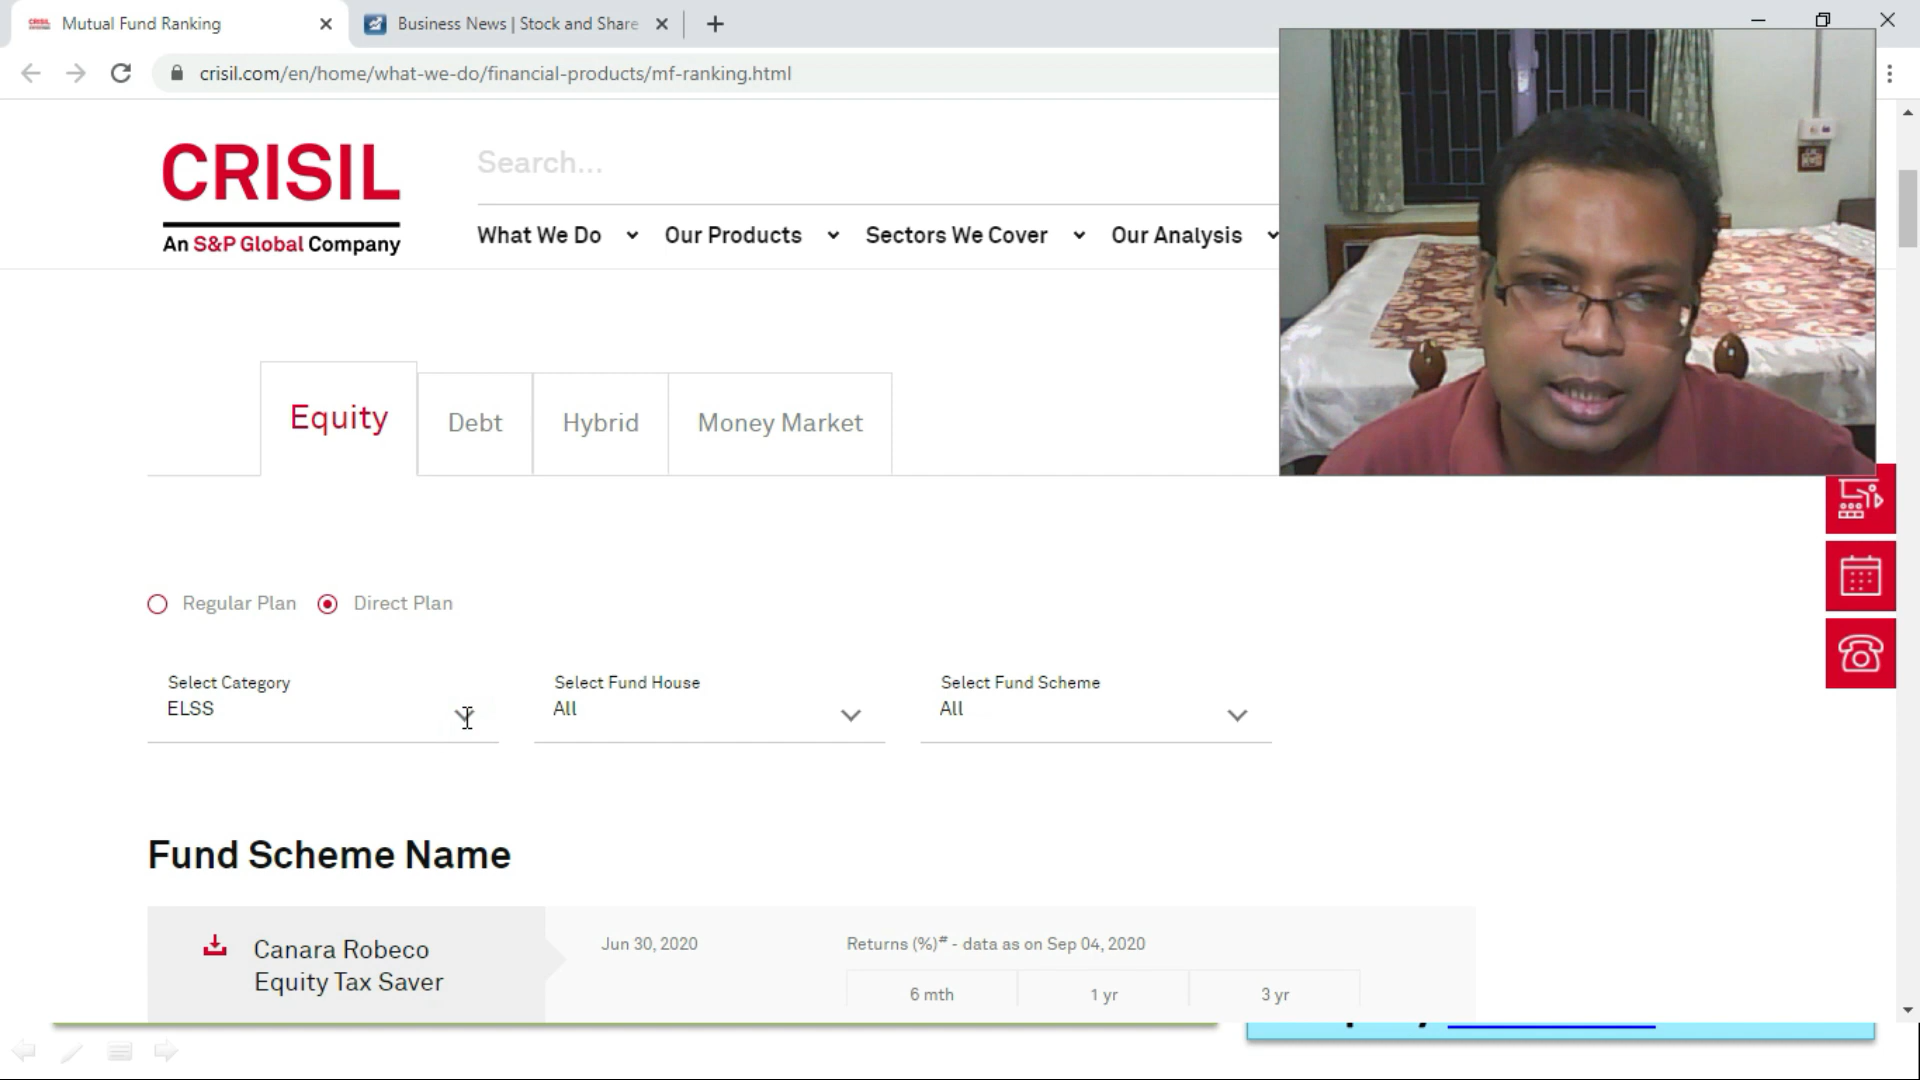 CRISIL Mutual Fund Ranking
Business News | Stock and Share
crisil.com/en/home/what-we-do/financial-products/mf-ranking.html
CRISIL
An S&P Global Company
Search...
What We Do
Our Products
Sectors We Cover
Our Analysis
Equity
Debt
Hybrid
Money Market
Regular Plan
Direct Plan
Select Category
ELSS
Select Fund House
All
Select Fund Scheme
All
Fund Scheme Name
Canara Robeco
Equity Tax Saver
Jun 30, 2020
Returns (%)# - data as on Sep 04, 2020
6 mth
1 yr
3 yr